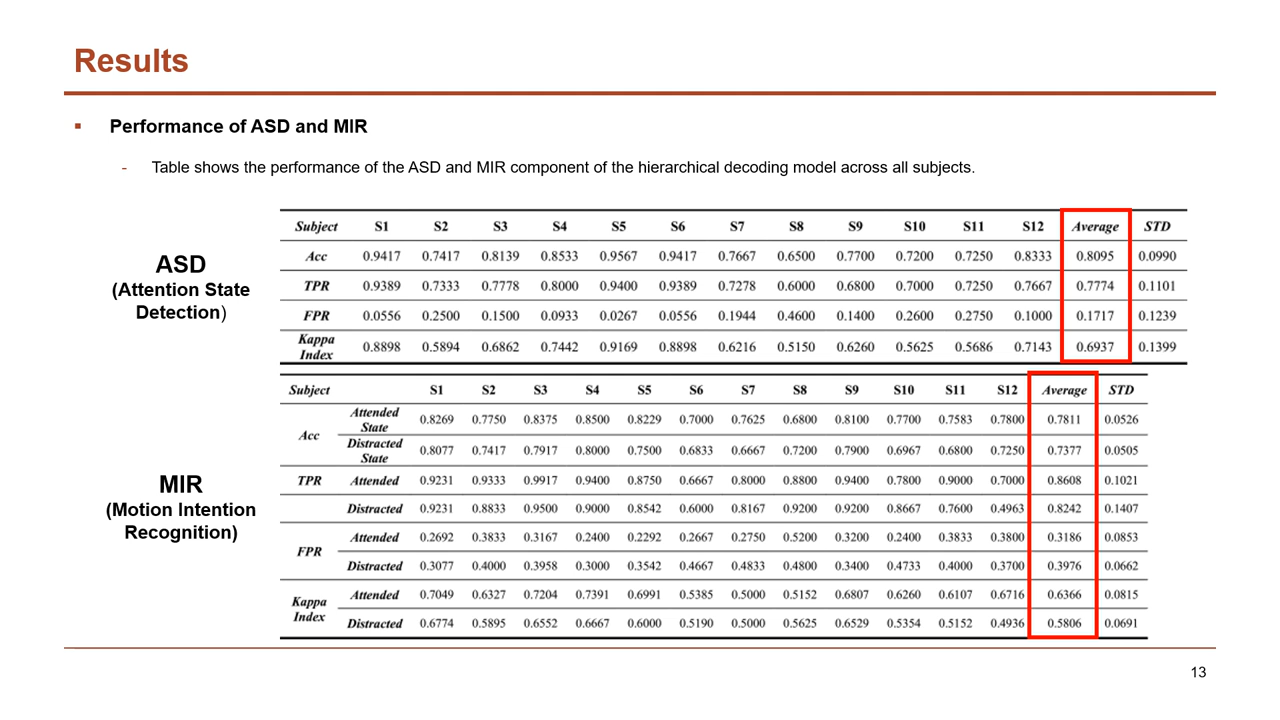 Results
▪ Performance of ASD and MIR
- Table shows the performance of the ASD and MIR component of the hierarchical decoding model across all subjects.
ASD
(Attention State
Detection)
Subject S1 S2 S3 S4 S5 S6 S7 S8 S9 S10 S11 S12 Average STD
Acc 0.9417 0.7417 0.8139 0.8533 0.9567 0.9417 0.7667 0.6500 0.7700 0.7200 0.7250 0.8333 0.8095 0.0990
TPR 0.9389 0.7333 0.7778 0.8000 0.9400 0.9389 0.7278 0.6000 0.6800 0.7000 0.7250 0.7667 0.7774 0.1101
FPR 0.0556 0.2500 0.1500 0.0933 0.0267 0.0556 0.1944 0.4600 0.1400 0.2600 0.2750 0.1000 0.1717 0.1239
Kappa
Index 0.8898 0.5894 0.6862 0.7442 0.9169 0.8898 0.6216 0.5150 0.6260 0.5625 0.5686 0.7143 0.6937 0.1399
MIR
(Motion Intention
Recognition)
Subject S1 S2 S3 S4 S5 S6 S7 S8 S9 S10 S11 S12 Average STD
Acc
Attended
State 0.8269 0.7750 0.8375 0.8500 0.8229 0.7000 0.7625 0.6800 0.8100 0.7700 0.7583 0.7800 0.7811 0.0526
Distracted
State 0.8077 0.7417 0.7917 0.8000 0.7500 0.6833 0.6667 0.7200 0.7900 0.6967 0.6800 0.7250 0.7377 0.0505
TPR Attended 0.9231 0.9333 0.9917 0.9400 0.8750 0.6667 0.8000 0.8800 0.9400 0.7800 0.9000 0.7000 0.8608 0.1021
Distracted 0.9231 0.8833 0.9500 0.9000 0.8542 0.6000 0.8167 0.9200 0.9200 0.8667 0.7600 0.4963 0.8242 0.1407
FPR
Attended 0.2692 0.3833 0.3167 0.2400 0.2292 0.2667 0.2750 0.5200 0.3200 0.2400 0.3833 0.3800 0.3186 0.0853
Distracted 0.3077 0.4000 0.3958 0.3000 0.3542 0.4667 0.4833 0.4800 0.3400 0.4733 0.4000 0.3700 0.3976 0.0662
Kappa
Index
Attended 0.7049 0.6327 0.7204 0.7391 0.6991 0.5385 0.5000 0.5152 0.6807 0.6260 0.6107 0.6716 0.6366 0.0815
Distracted 0.6774 0.5895 0.6552 0.6667 0.6000 0.5190 0.5000 0.5625 0.6529 0.5354 0.5152 0.4936 0.5806 0.0691
13